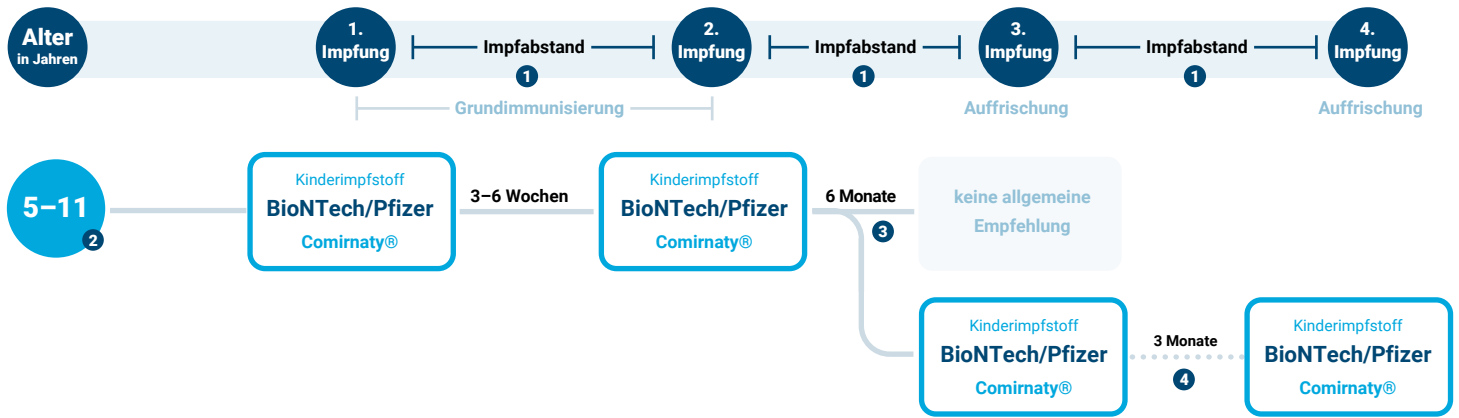 Alter
in Jahren
1.
Impfung
Impfabstand
1
2.
Impfung
Impfabstand
1
3.
Impfung
Impfabstand
1
4.
Impfung
Grundimmunisierung
Auffrischung
Auffrischung
5–11
2
Kinderimpfstoff
BioNTech/Pfizer
Comirnaty®
3–6 Wochen
Kinderimpfstoff
BioNTech/Pfizer
Comirnaty®
6 Monate
3
keine allgemeine
Empfehlung
Kinderimpfstoff
BioNTech/Pfizer
Comirnaty®
3 Monate
4
Kinderimpfstoff
BioNTech/Pfizer
Comirnaty®